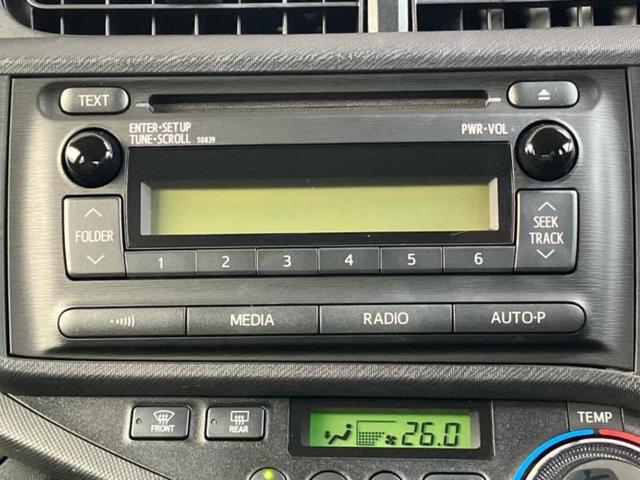 TEXT
ENTER•SETUP
TUNE•SCROLL 50839
PWR•VOL
FOLDER
SEEK
TRACK
1 2 3 4 5 6
MEDIA RADIO AUTO•P
FRONT REAR 26.0 TEMP